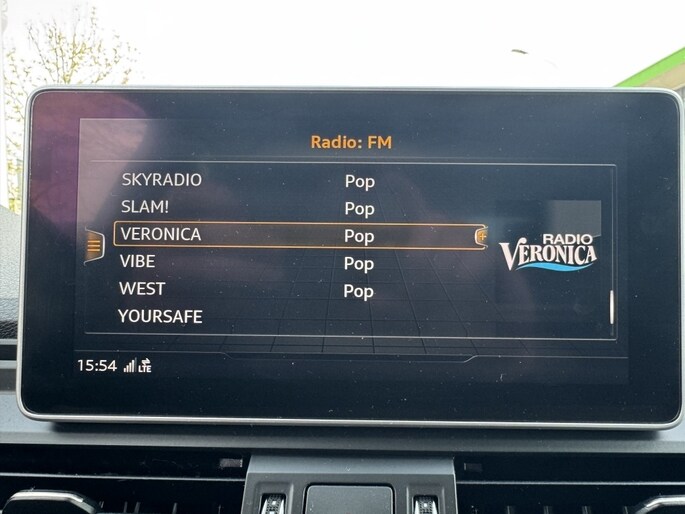 Radio: FM
SKYRADIO Pop
SLAM! Pop
VERONICA Pop
VIBE Pop
WEST Pop
YOURSAFE
RADIO
VERONICA
15:54 LTE